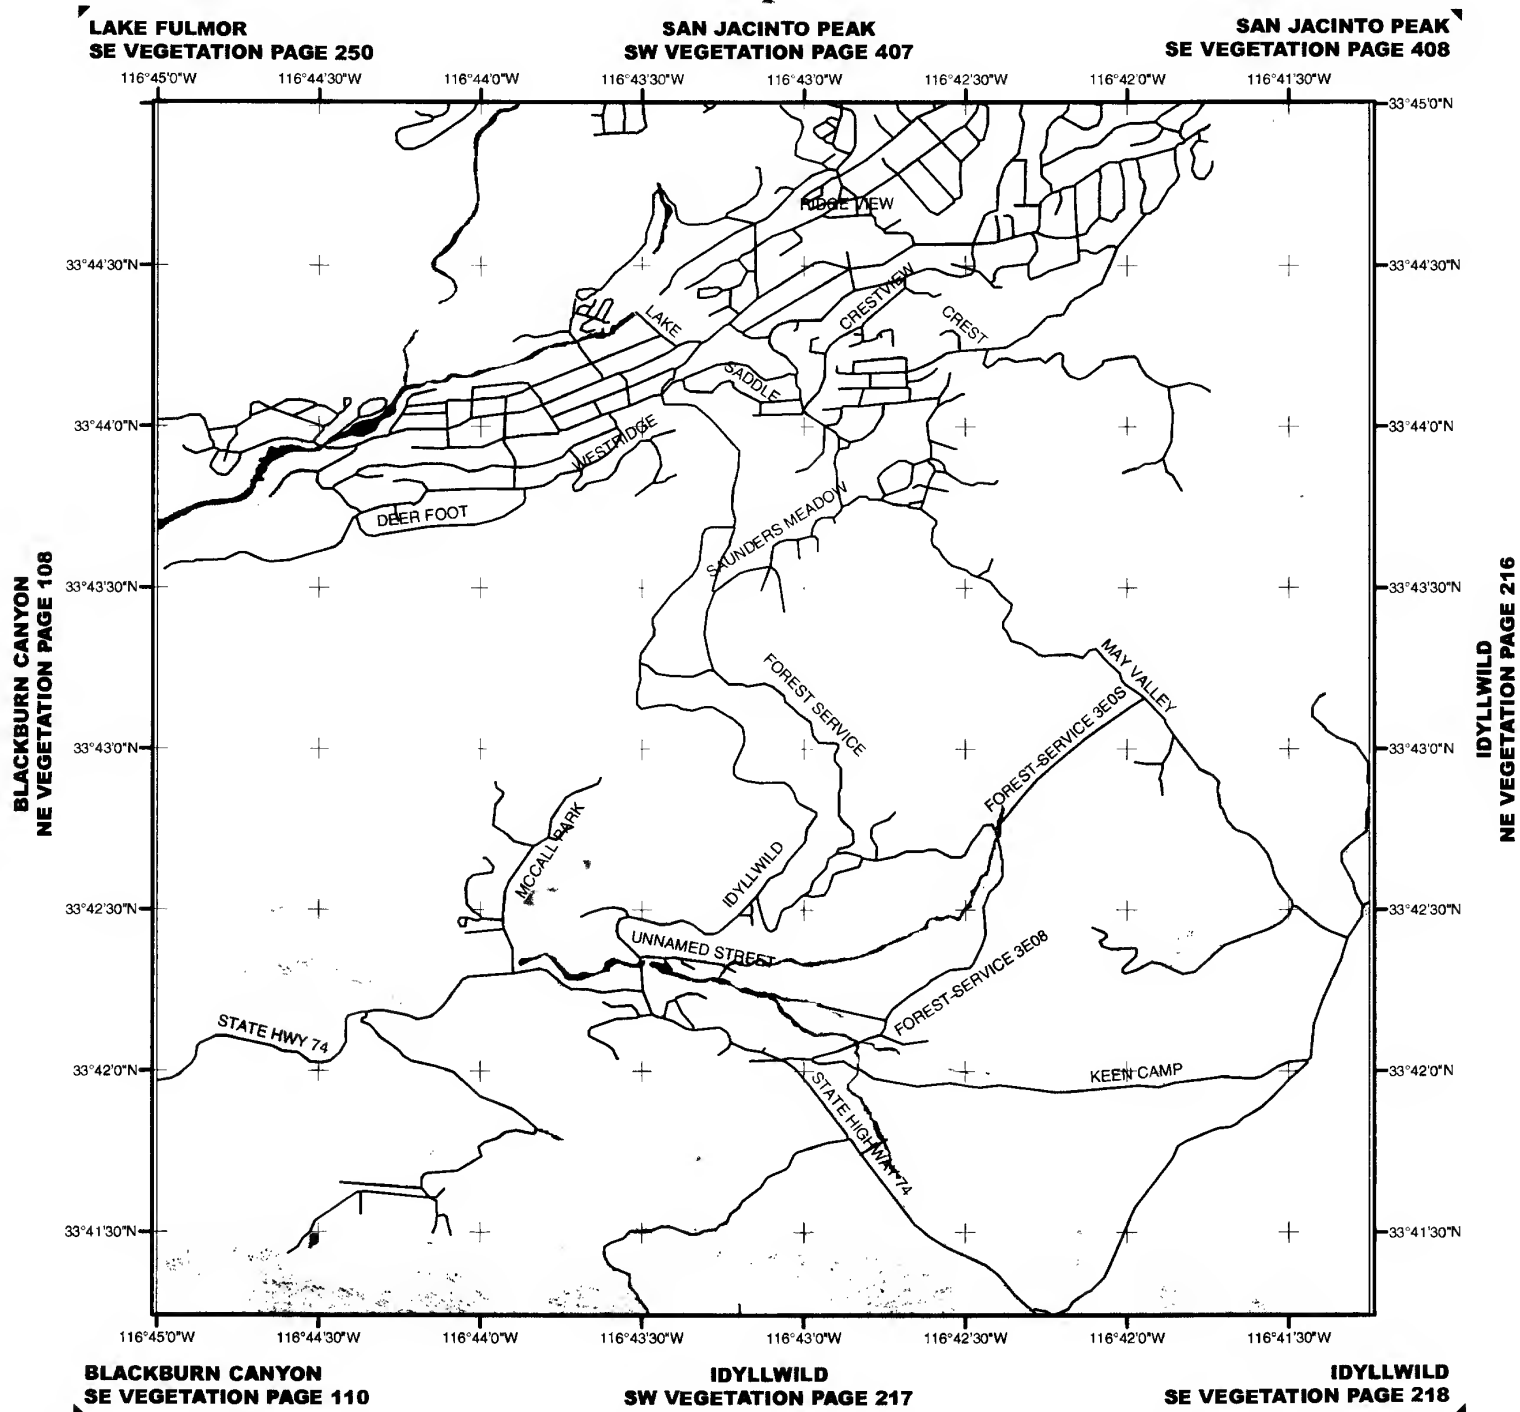 LAKE FULMOR
SE VEGETATION PAGE 250
SAN JACINTO PEAK
SW VEGETATION PAGE 407
SAN JACINTO PEAK
SE VEGETATION PAGE 408
116°45'0"W
116°44'30"W
116°44'0"W
116°43'30"W
116°43'0"W
116°42'30"W
116°42'0"W
116°41'30"W
33°45'0"N
RIDGE VIEW
33°44'30"N
33°44'30"N
CRESTVIEW
LAKE
CREST
SADDLE
33°44'0"N
33°44'0"N
WESTRIDGE
DEER FOOT
SAUNDERS MEADOW
33°43'30"N
33°43'30"N
BLACKBURN CANYON
NE VEGETATION PAGE 108
IDYLLWILD
NE VEGETATION PAGE 216
MAY VALLEY
FOREST SERVICE
FOREST-SERVICE 3E0S
33°43'0"N
33°43'0"N
MCCALL PARK
IDYLLWILD
33°42'30"N
33°42'30"N
UNNAMED STREET
FOREST-SERVICE 3E08
STATE HWY 74
33°42'0"N
33°42'0"N
KEEN CAMP
STATE HIGHWAY 74
33°41'30"N
33°41'30"N
116°45'0"W
116°44'30"W
116°44'0"W
116°43'30"W
116°43'0"W
116°42'30"W
116°42'0"W
116°41'30"W
BLACKBURN CANYON
SE VEGETATION PAGE 110
IDYLLWILD
SW VEGETATION PAGE 217
IDYLLWILD
SE VEGETATION PAGE 218